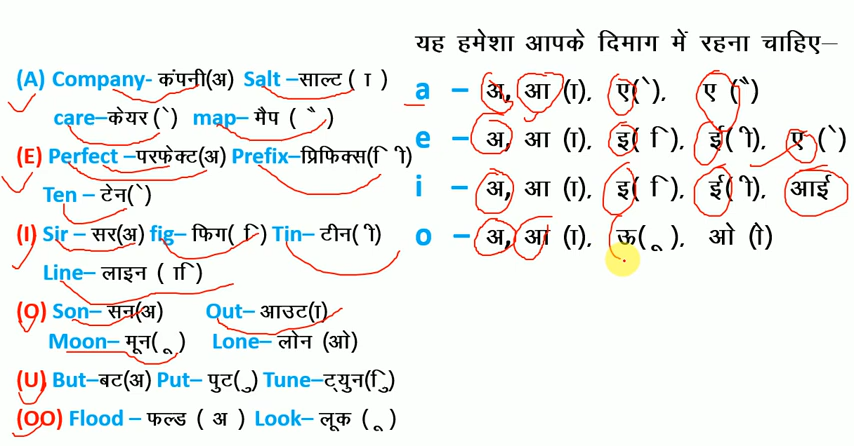 यह हमेशा आपके दिमाग में रहना चाहिए–
(A) Company- कंपनी(अ) Salt –साल्ट ( ा )
care–केयर ( े ) map– मैप ( ै )
(E) Perfect –परफेक्ट(अ) Prefix–प्रिफिक्स( ि ी)
Ten – टेन( े )
(I) Sir – सर(अ) fig– फिग( ि ) Tin– टीन( ी)
Line– लाइन ( ा ि )
(O) Son– सन(अ) Out– आउट(ा)
Moon– मून( ू ) Lone– लोन (ओ)
(U) But–बट(अ) Put– पुट( ु ) Tune–ट्युन( ि ु )
(OO) Flood – फल्ड ( अ ) Look– लूक ( ू )
a – अ, आ (ा), ए( े ), ए ( ै )
e – अ, आ (ा), इ( ि ), ई( ी), ए ( े )
i – अ, आ (ा), इ( ि ), ई( ी), आई
o – अ, आ (ा), ऊ( ू ), ओ (ो)